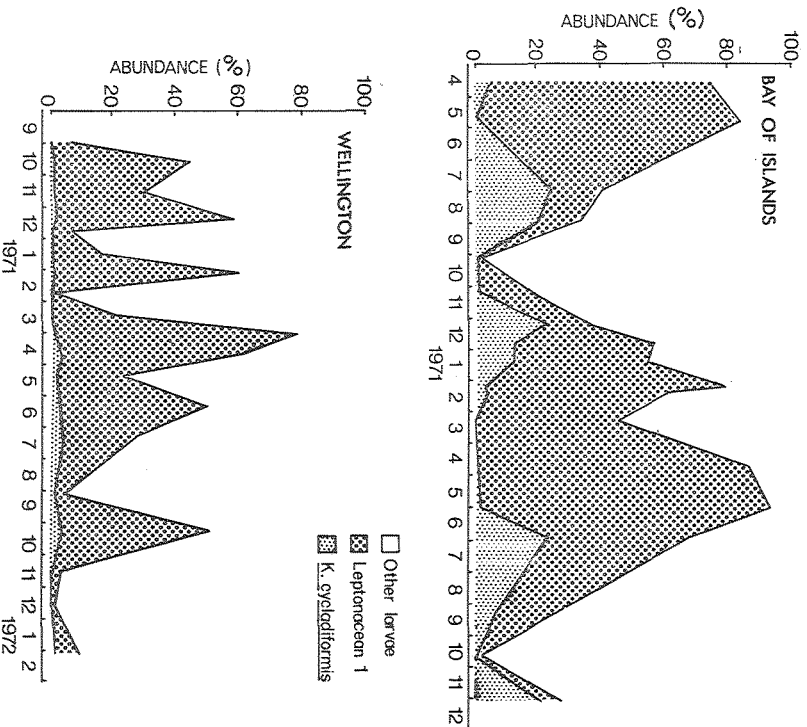 BAY OF ISLANDS
ABUNDANCE (%)
100
80
60
40
20
0
4 5 6 7 8 9 10 11 12 1 2 3 4 5 6 7 8 9 10 11 12
1971
WELLINGTON
ABUNDANCE (%)
100
80
60
40
20
0
9 10 11 12 1 2 3 4 5 6 7 8 9 10 11 12 1 2
1971 1972
Other larvae
Leptonacean 1
K. cycladiformis